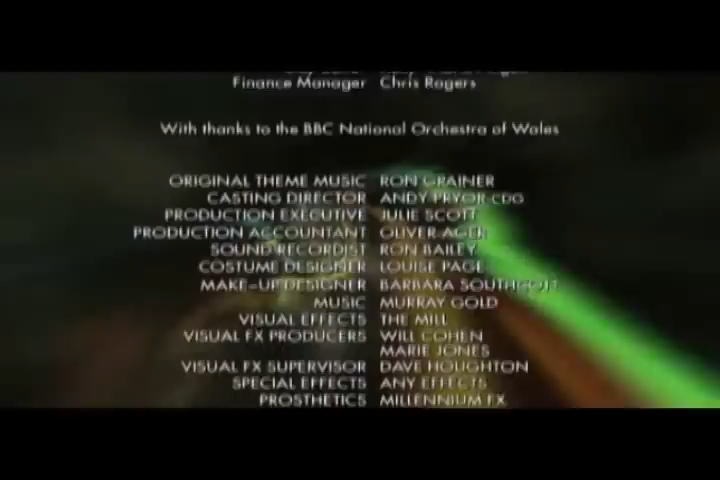 Finance Manager Chris Rogers
With thanks to the BBC National Orchestra of Wales
ORIGINAL THEME MUSIC RON GRAINER
CASTING DIRECTOR ANDY PRYOR CDG
PRODUCTION EXECUTIVE JULIE SCOTT
PRODUCTION ACCOUNTANT OLIVER AGER
SOUND RECORDIST RON BAILEY
COSTUME DESIGNER LOUISE PAGE
MAKE-UP DESIGNER BARBARA SOUTHCOTT
MUSIC MURRAY GOLD
VISUAL EFFECTS THE MILL
VISUAL FX PRODUCERS WILL COHEN
MARIE JONES
VISUAL FX SUPERVISOR DAVE HOUGHTON
SPECIAL EFFECTS ANY EFFECTS
PROSTHETICS MILLENNIUM FX